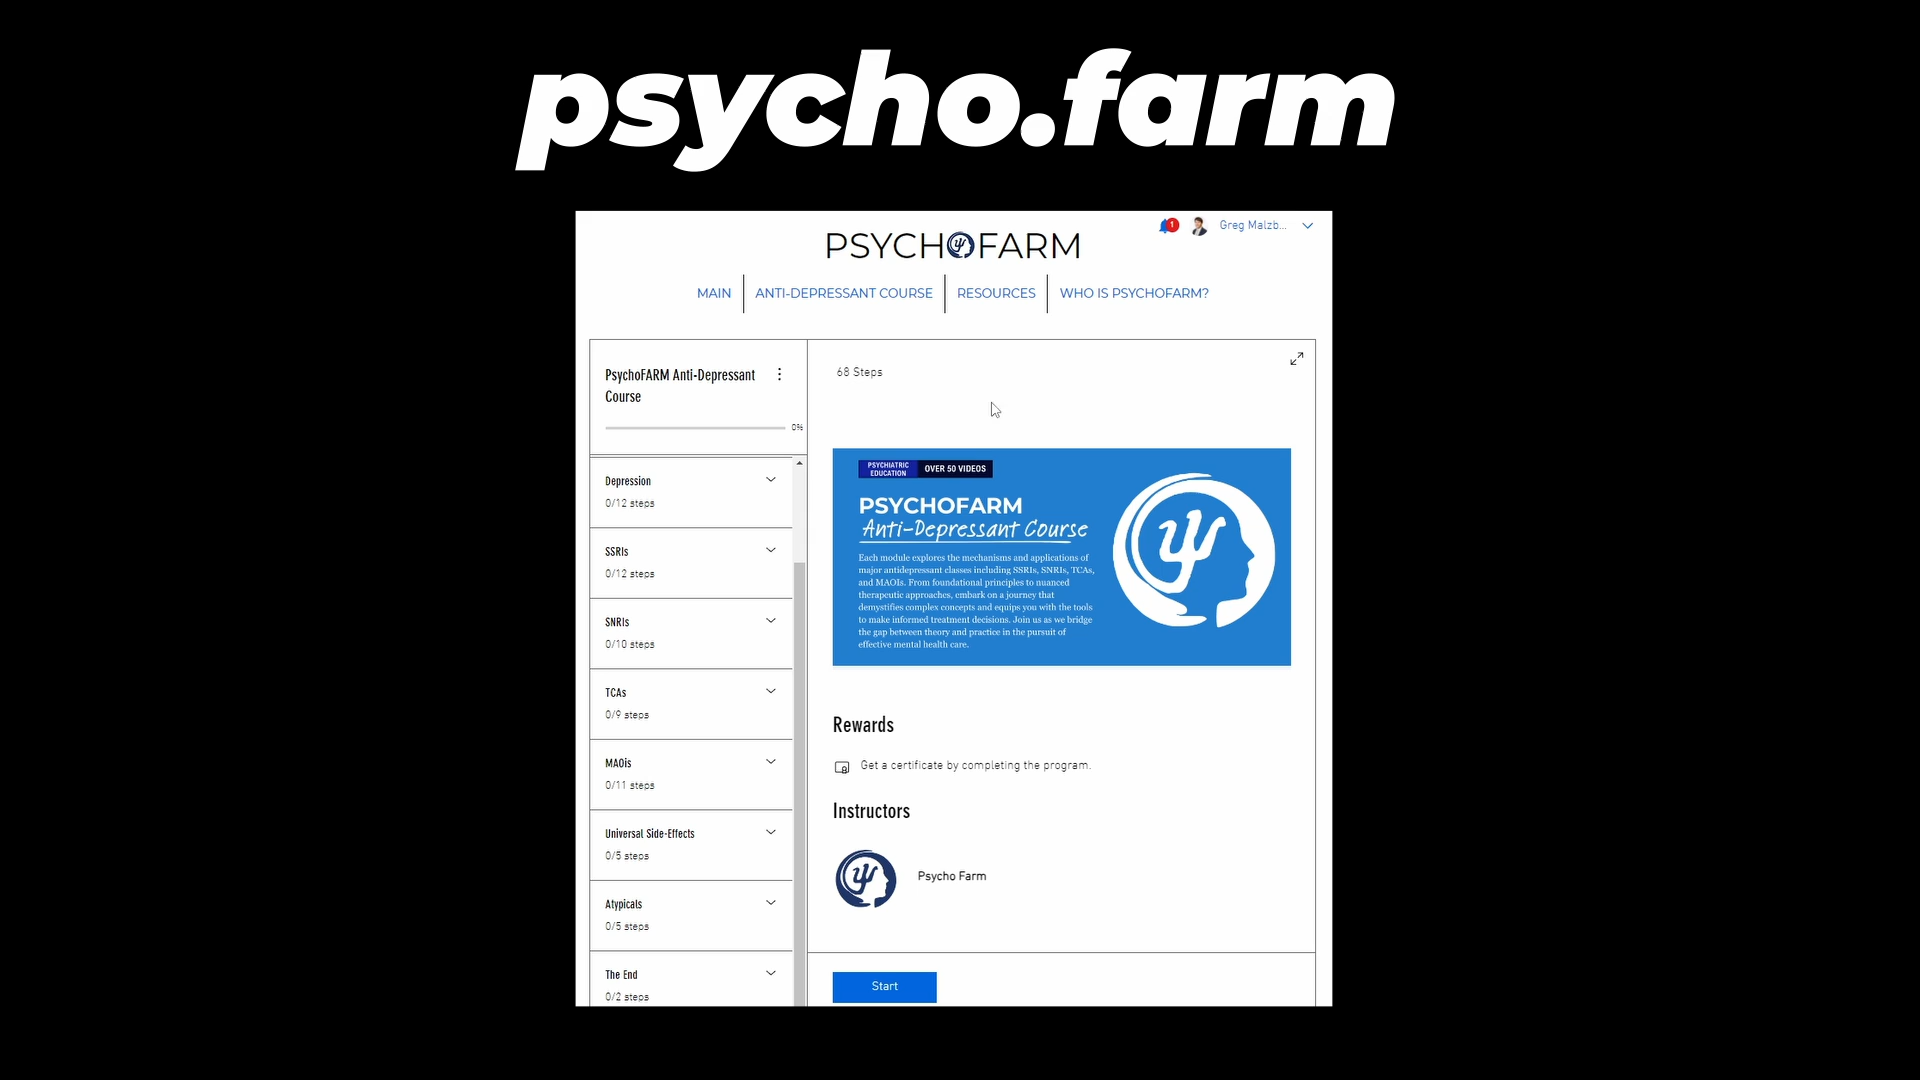 psycho.farm
1
Greg Malzb...
PSYCHOFARM
MAIN
ANTI-DEPRESSANT COURSE
RESOURCES
WHO IS PSYCHOFARM?
PsychoFARM Anti-Depressant
Course
0%
Depression
0/12 steps
SSRIs
0/12 steps
SNRIs
0/10 steps
TCAs
0/9 steps
MAOis
0/11 steps
Universal Side-Effects
0/5 steps
Atypicals
0/5 steps
The End
0/2 steps
68 Steps
PSYCHIATRIC
EDUCATION
OVER 50 VIDEOS
PSYCHOFARM
Anti-Depressant Course
Each module explores the mechanisms and applications of
major antidepressant classes including SSRIs, SNRIs, TCAs,
and MAOIs. From foundational principles to nuanced
therapeutic approaches, embark on a journey that
demystifies complex concepts and equips you with the tools
to make informed treatment decisions. Join us as we bridge
the gap between theory and practice in the pursuit of
effective mental health care.
Rewards
Get a certificate by completing the program.
Instructors
Psycho Farm
Start